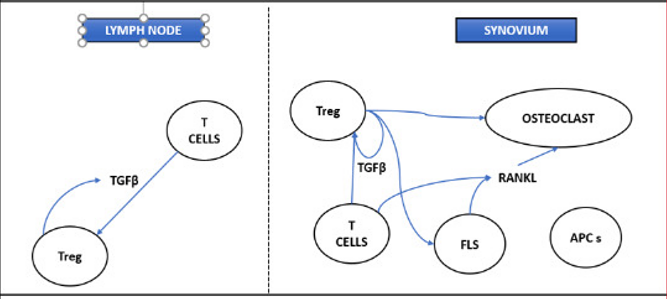 LYMPH NODE
T
CELLS
TGFβ
Treg
SYNOVIUM
Treg
OSTEOCLAST
TGFβ
RANKL
T
CELLS
FLS
APC s